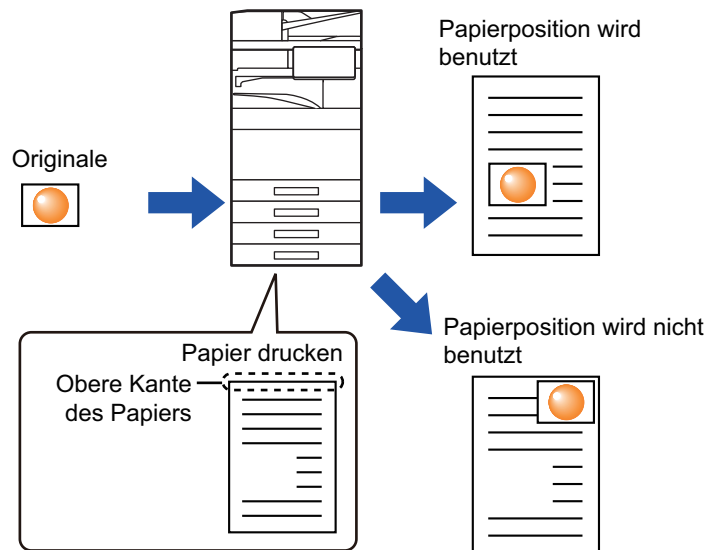 Papierposition wird
benutzt
Originale
Papierposition wird nicht
benutzt
Papier drucken
Obere Kante
des Papiers